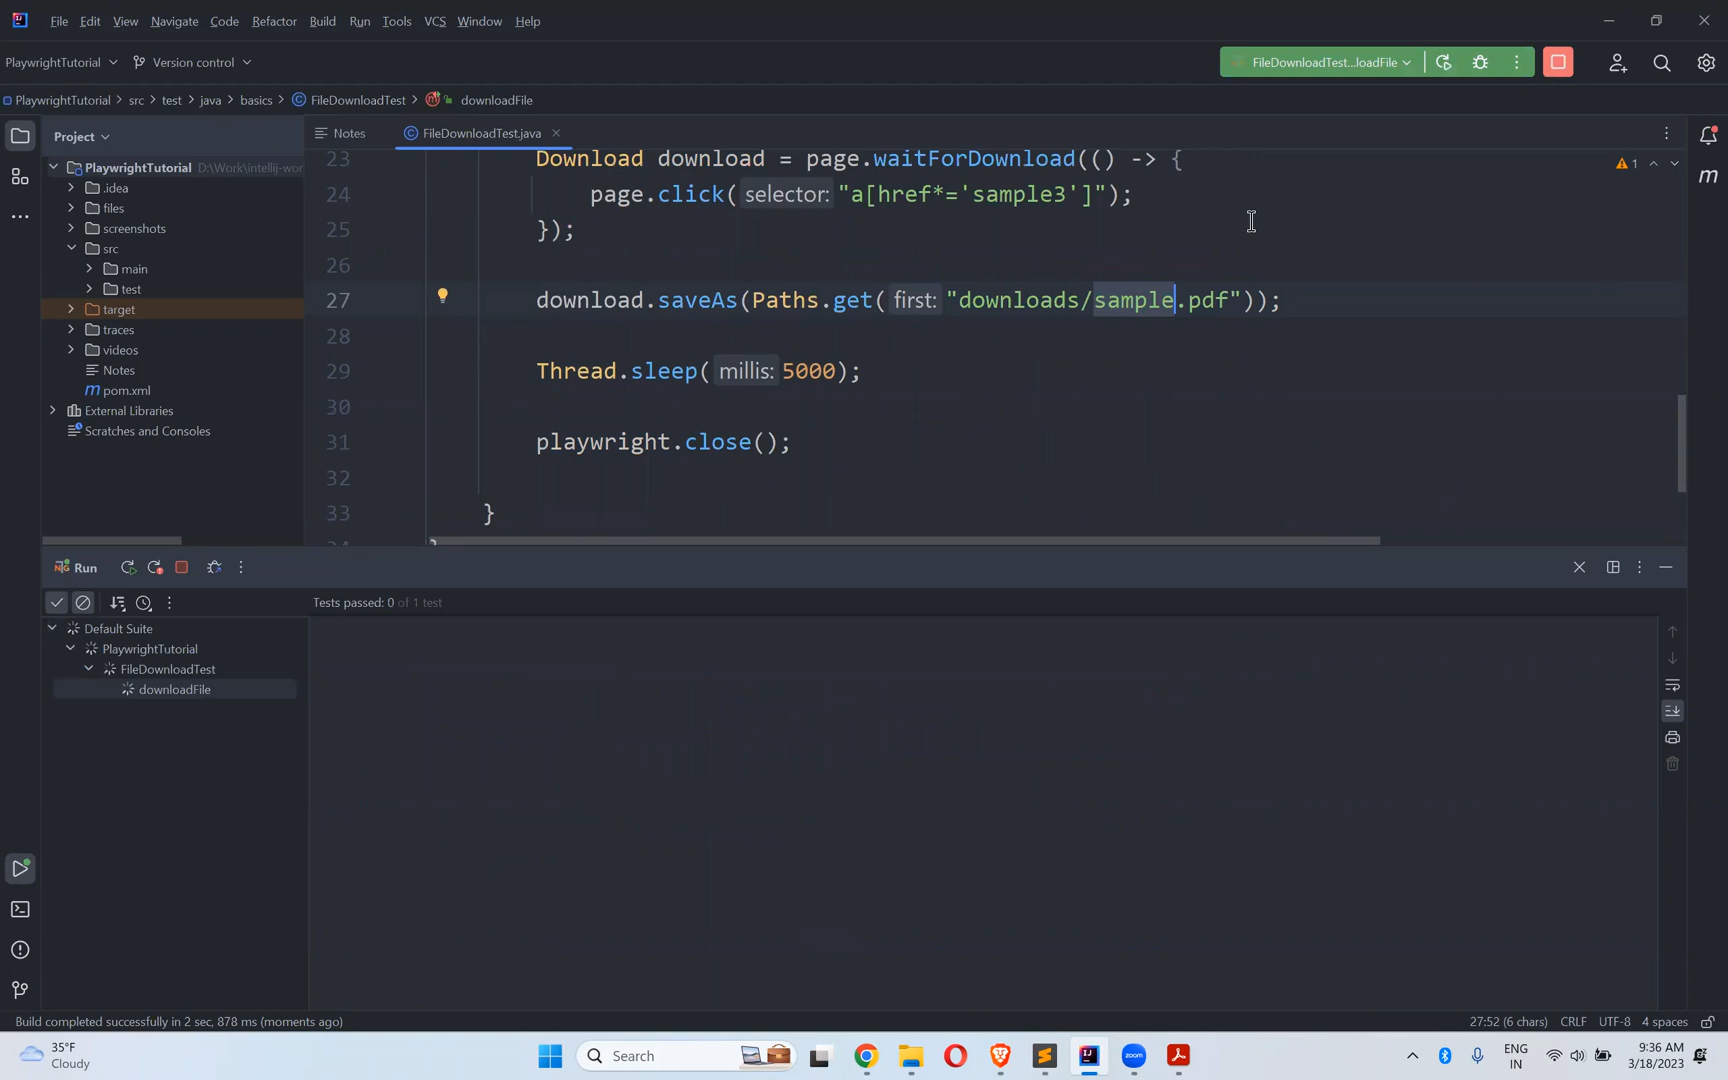 File Edit View Navigate Code Refactor Build Run Tools VCS Window Help
PlaywrightTutorial Version control FileDownloadTest...loadFile
PlaywrightTutorial src test java basics FileDownloadTest downloadFile
Project
Notes FileDownloadTest.java
PlaywrightTutorial D:\Work\intellij-wor
.idea
files
screenshots
src
main
test
target
traces
videos
Notes
pom.xml
External Libraries
Scratches and Consoles
23 Download download = page.waitForDownload(() -> {
24 page.click( selector: "a[href*='sample3']");
25 });
26
27 download.saveAs(Paths.get( first: "downloads/sample.pdf"));
28
29 Thread.sleep( millis: 5000);
30
31 playwright.close();
32
33 }
1
m
Run
Tests passed: 0 of 1 test
Default Suite
PlaywrightTutorial
FileDownloadTest
downloadFile
Build completed successfully in 2 sec, 878 ms (moments ago) 27:52 (6 chars) CRLF UTF-8 4 spaces
35°F
Cloudy
Search
zoom
ENG
IN
9:36 AM
3/18/2023